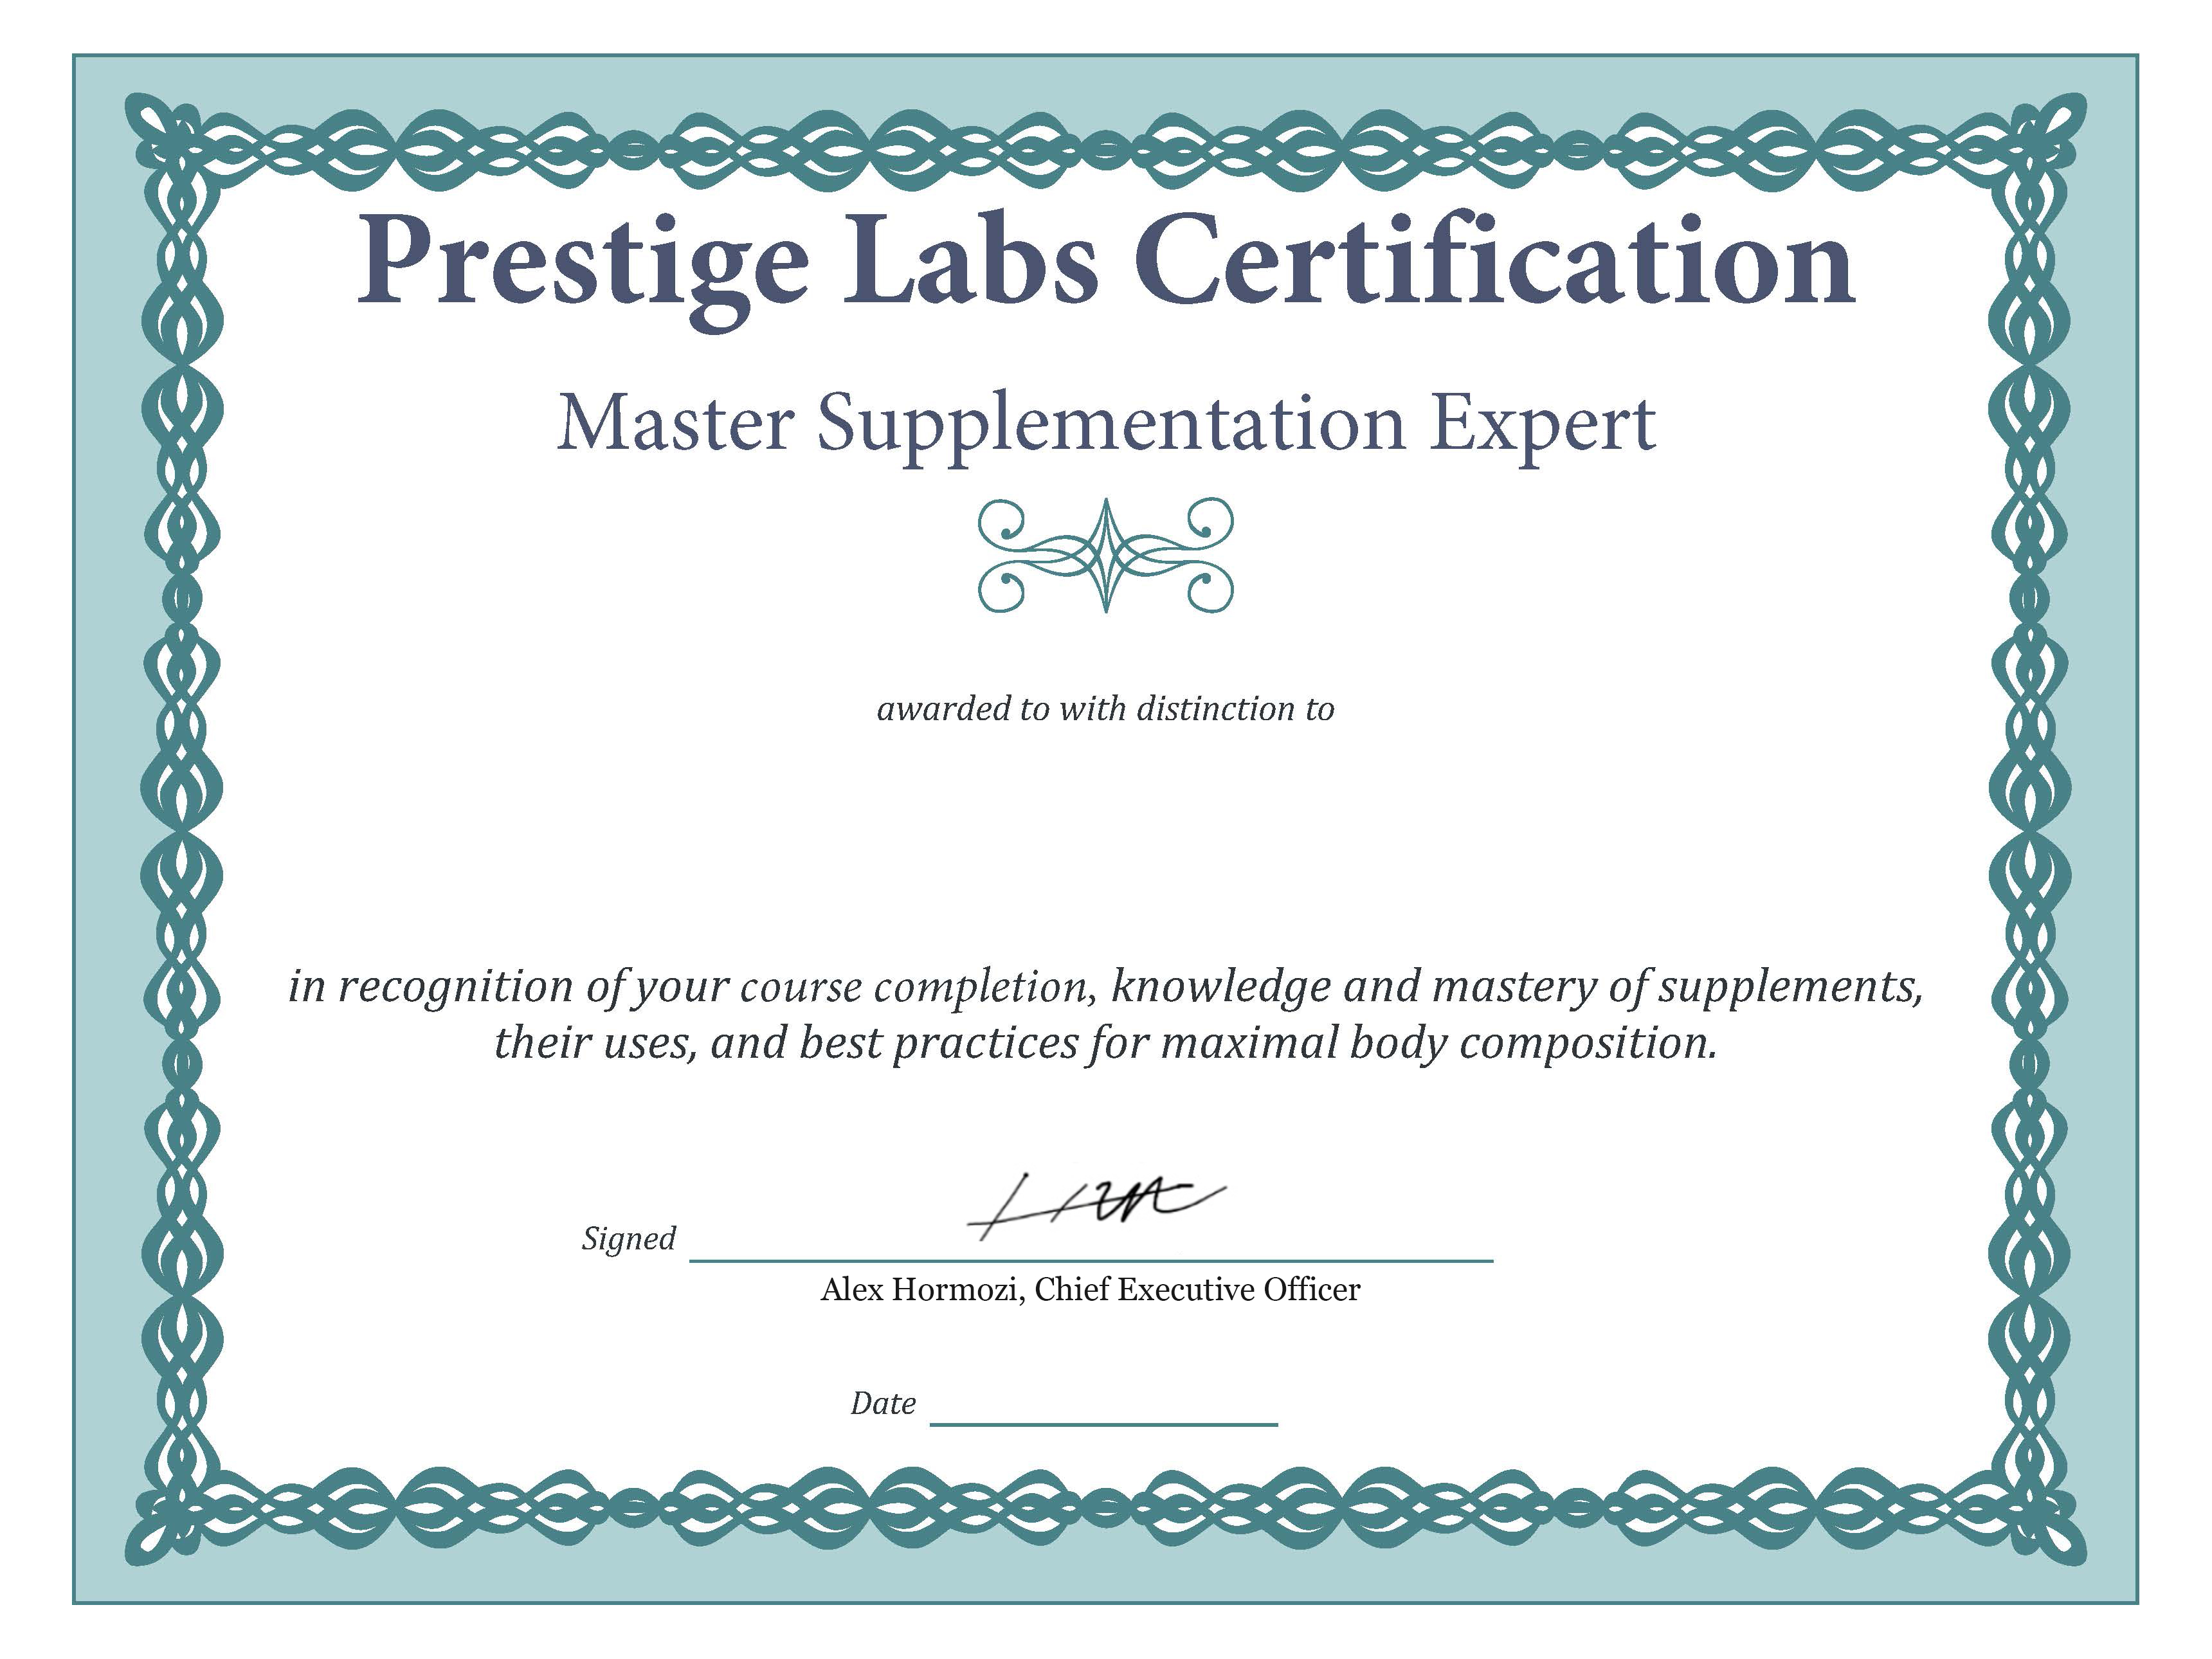 Prestige Labs Certification
Master Supplementation Expert
awarded to with distinction to
in recognition of your course completion, knowledge and mastery of supplements,
their uses, and best practices for maximal body composition.
Signed
Alex Hormozi, Chief Executive Officer
Date